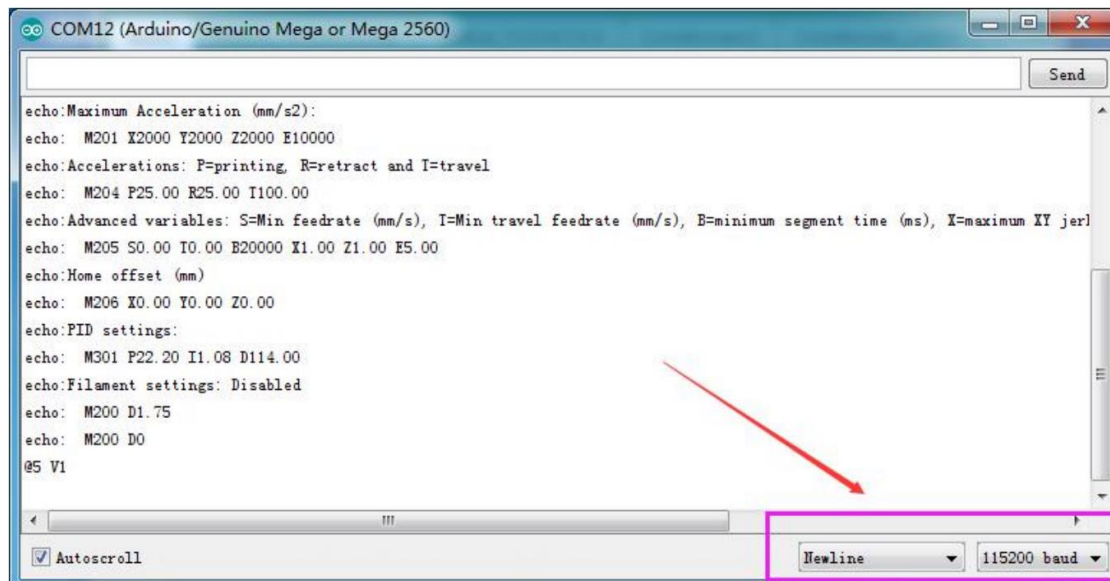 COM12 (Arduino/Genuino Mega or Mega 2560)
Send
echo:Maximum Acceleration (mm/s2):
echo:  M201 X2000 Y2000 Z2000 E10000
echo:Accelerations: P=printing, R=retract and T=travel
echo:  M204 P25.00 R25.00 T100.00
echo:Advanced variables: S=Min feedrate (mm/s), T=Min travel feedrate (mm/s), B=minimum segment time (ms), X=maximum XY jerk
echo:  M205 S0.00 T0.00 B20000 X1.00 Z1.00 E5.00
echo:Home offset (mm)
echo:  M206 X0.00 Y0.00 Z0.00
echo:PID settings:
echo:  M301 P22.20 I1.08 D114.00
echo:Filament settings: Disabled
echo:  M200 D1.75
echo:  M200 D0
@5 V1
Autoscroll
Newline
115200 baud